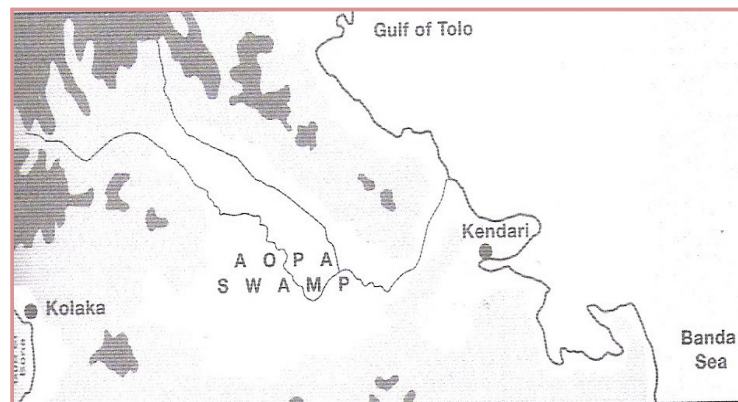 Gulf of Tolo
Kendari
A O P A
S W A M P
Kolaka
Banda
Sea